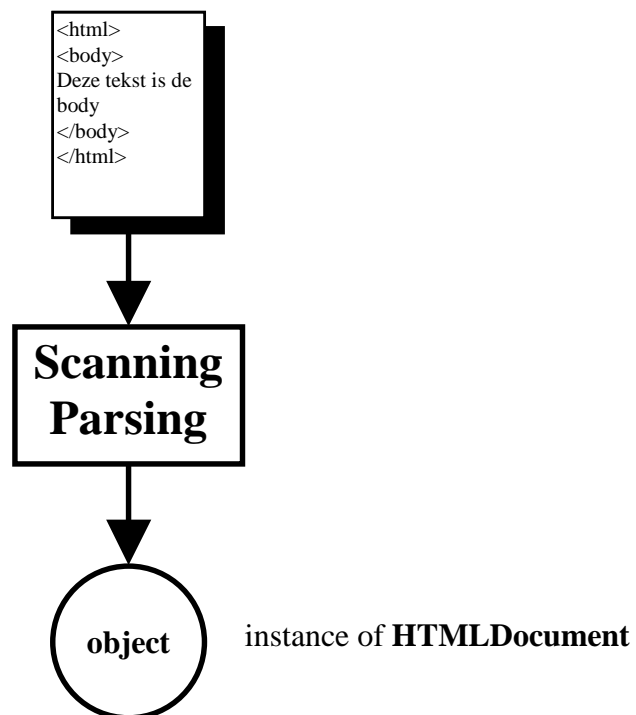 <html>
<body>
Deze tekst is de
body
</body>
</html>
Scanning
Parsing
object
instance of HTMLDocument